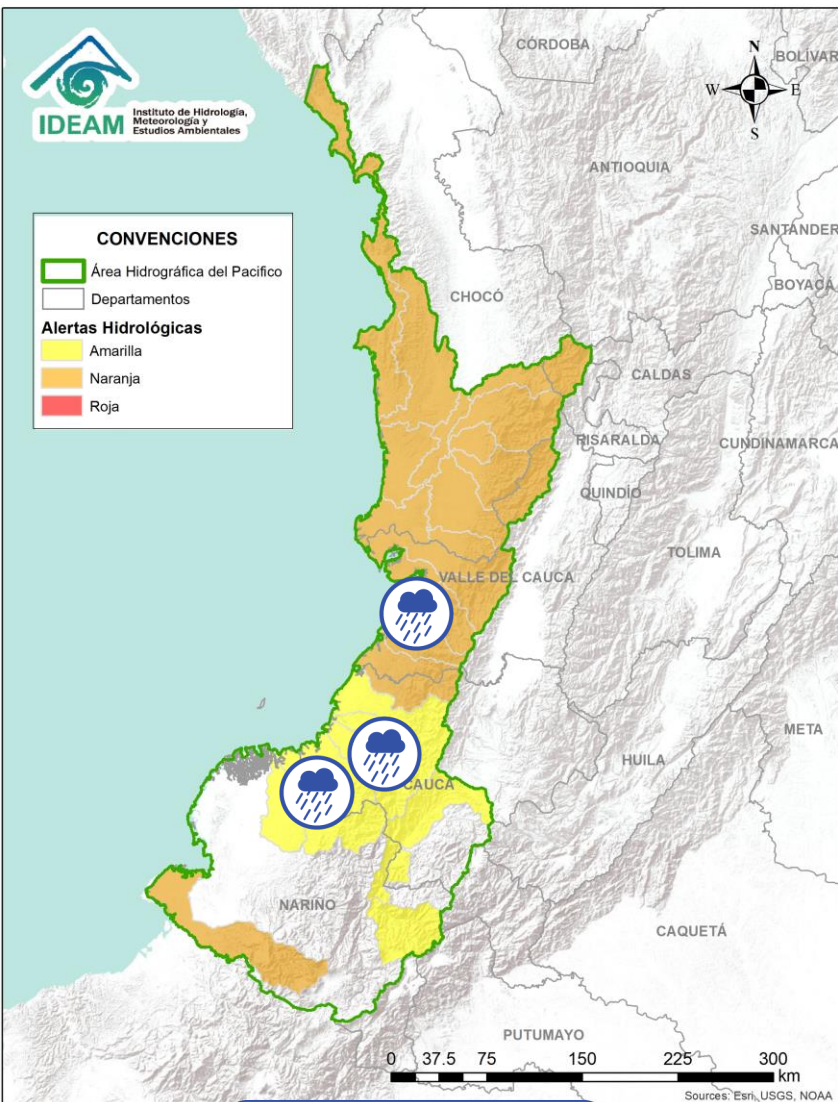 IDEAM
Instituto de Hidrología,
Meteorología y
Estudios Ambientales
CÓRDOBA
BOLÍVAR
N
W
E
S
ANTIOQUIA
SANTANDER
BOYACÁ
CONVENCIONES
Área Hidrográfica del Pacifico
Departamentos
Alertas Hidrológicas
Amarilla
Naranja
Roja
CHOCÓ
CALDAS
RISARALDA
CUNDINAMARCA
QUINDÍO
TOLIMA
VALLE DEL CAUCA
META
HUILA
CAUCA
NARIÑO
CAQUETÁ
PUTUMAYO
0 37.5 75 150 225 300
km
Sources: Esri, USGS, NOAA